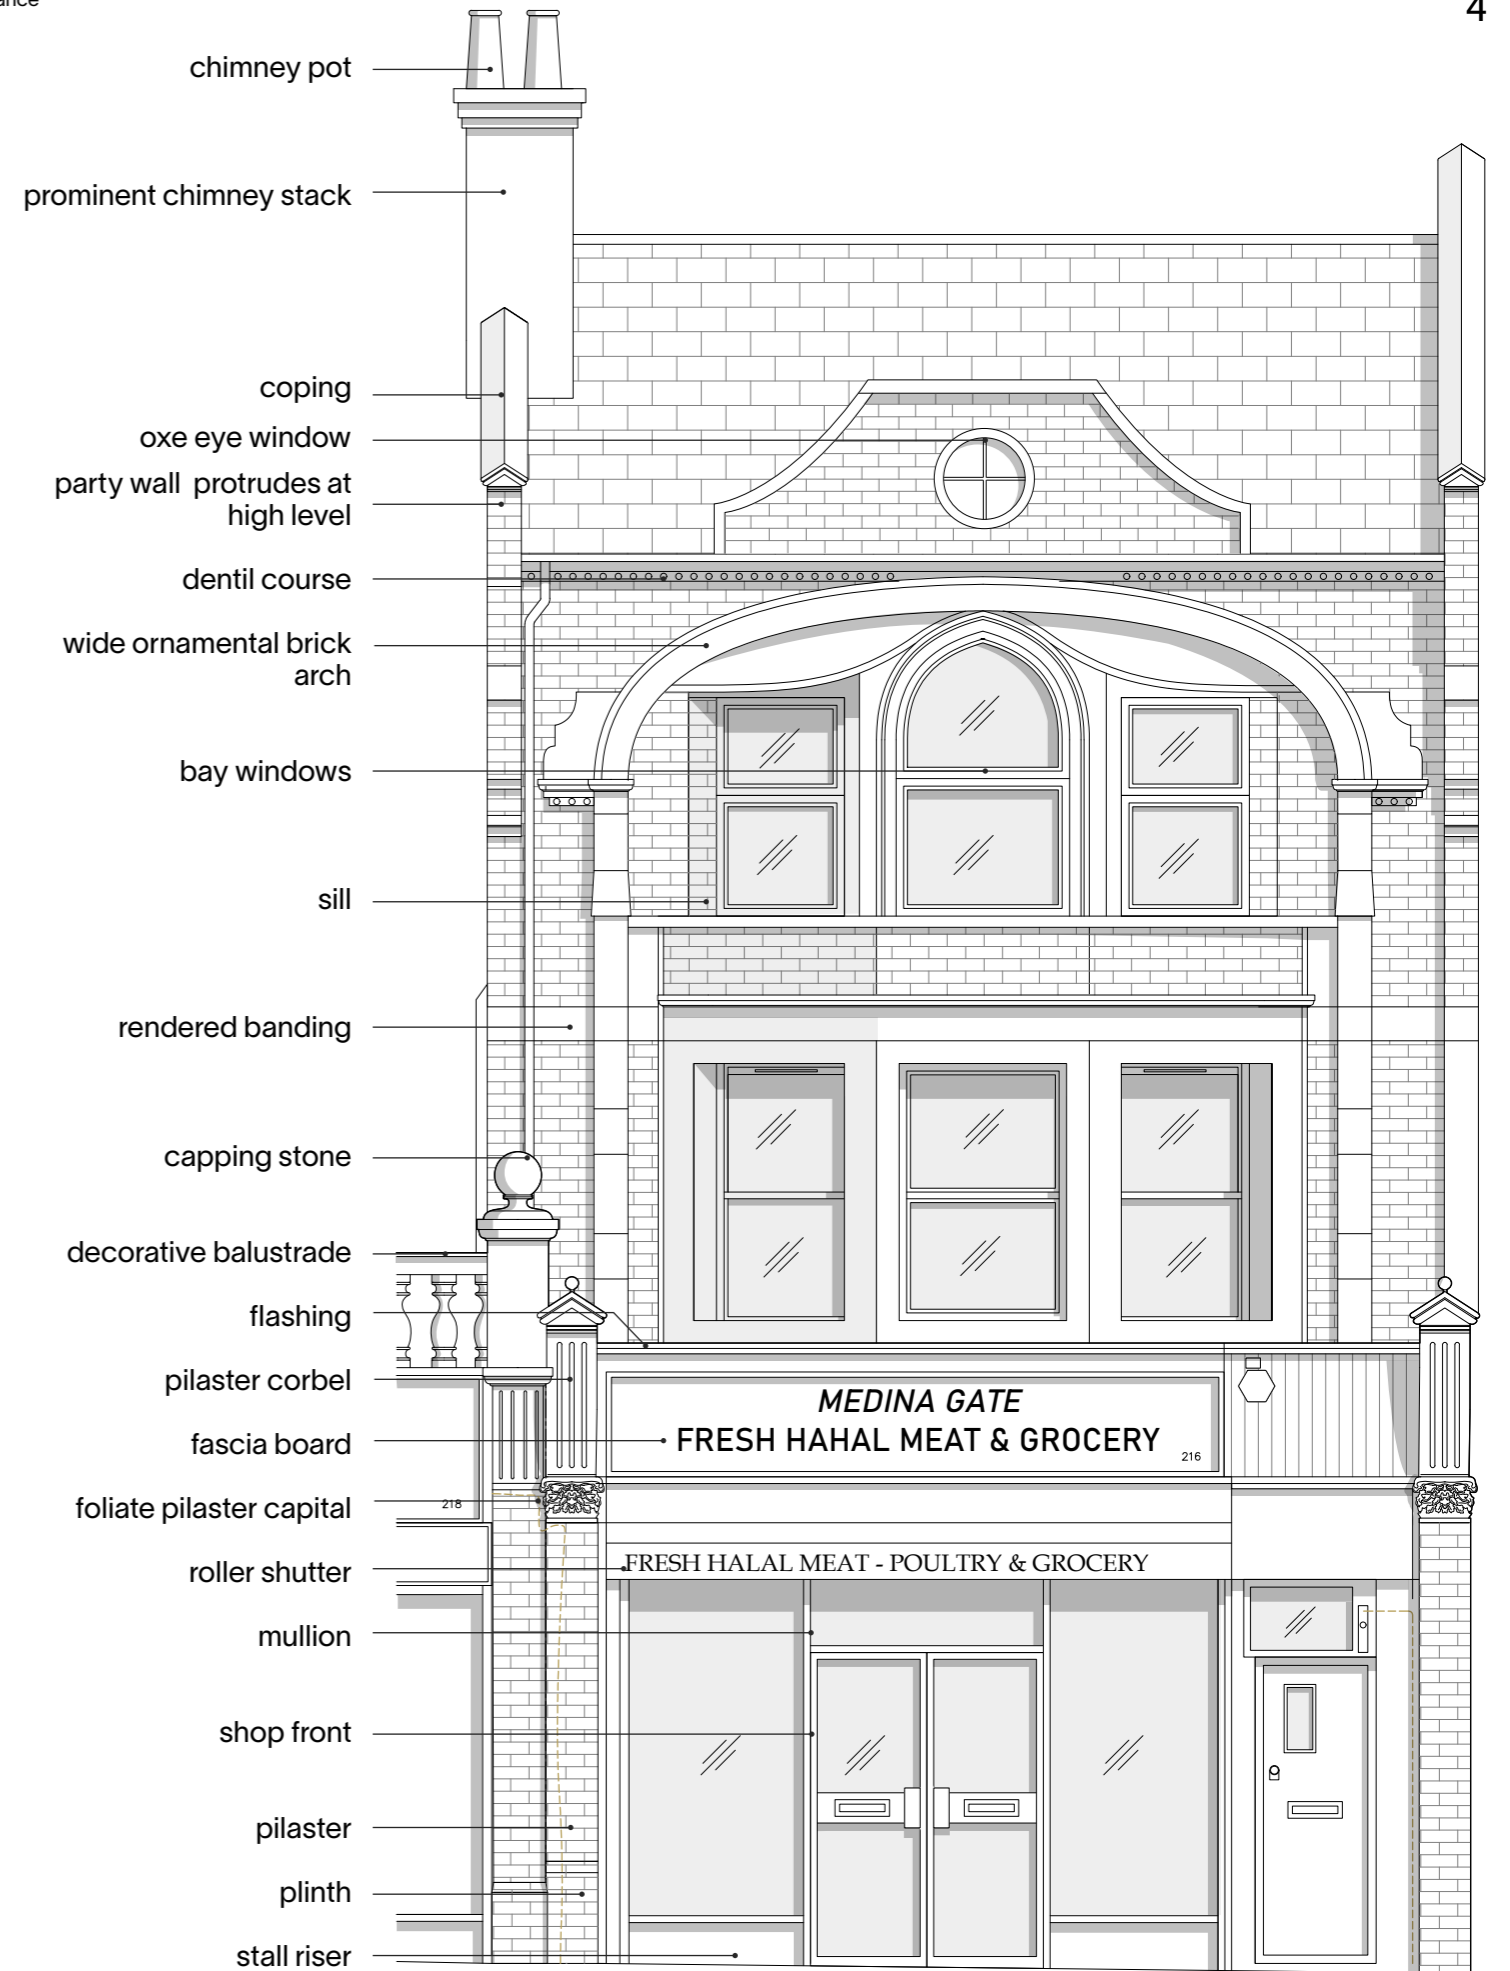 4
chimney pot
prominent chimney stack
coping
oxe eye window
party wall protrudes at
high level
dentil course
wide ornamental brick
arch
bay windows
sill
rendered banding
capping stone
decorative balustrade
flashing
pilaster corbel
MEDINA GATE
fascia board
FRESH HAHAL MEAT & GROCERY
216
foliate pilaster capital
218
roller shutter
FRESH HALAL MEAT - POULTRY & GROCERY
mullion
shop front
pilaster
plinth
stall riser